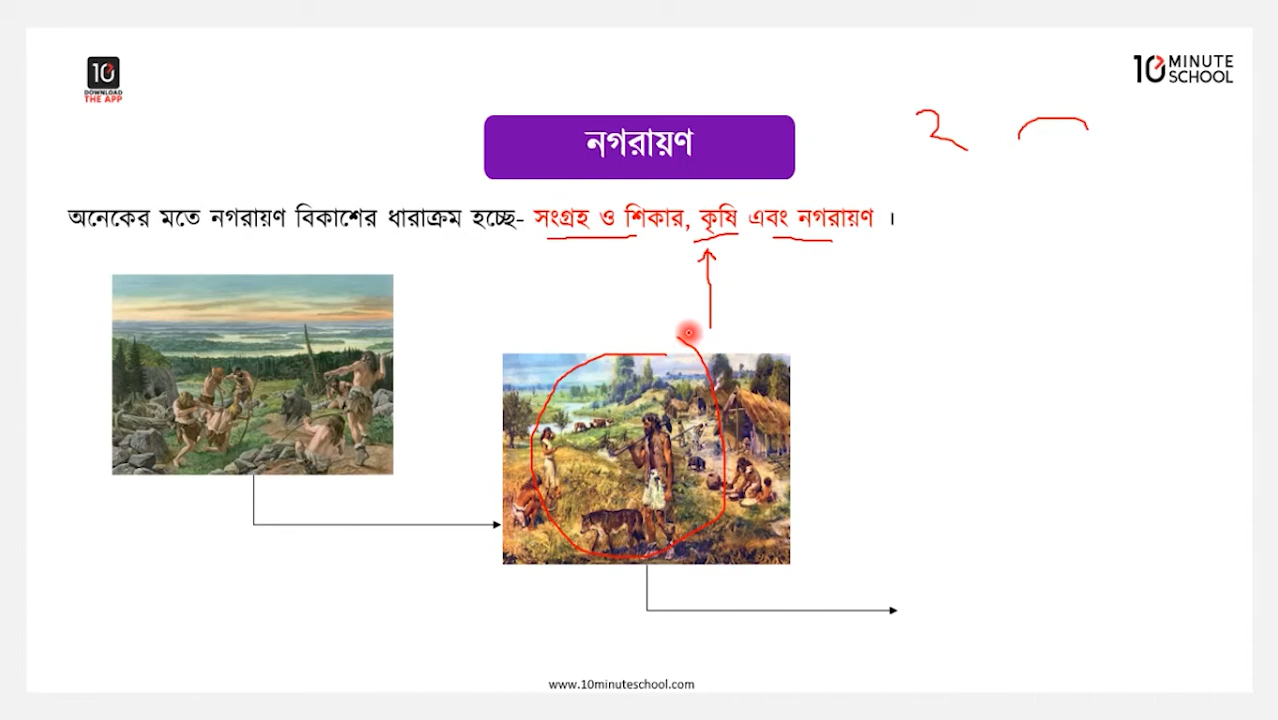 10
DOWNLOAD
THE APP
10 MINUTE
SCHOOL
২
নগরায়ণ
অনেকের মতে নগরায়ণ বিকাশের ধারাক্রম হচ্ছে- সংগ্রহ ও শিকার, কৃষি এবং নগরায়ণ ।
www.10minuteschool.com